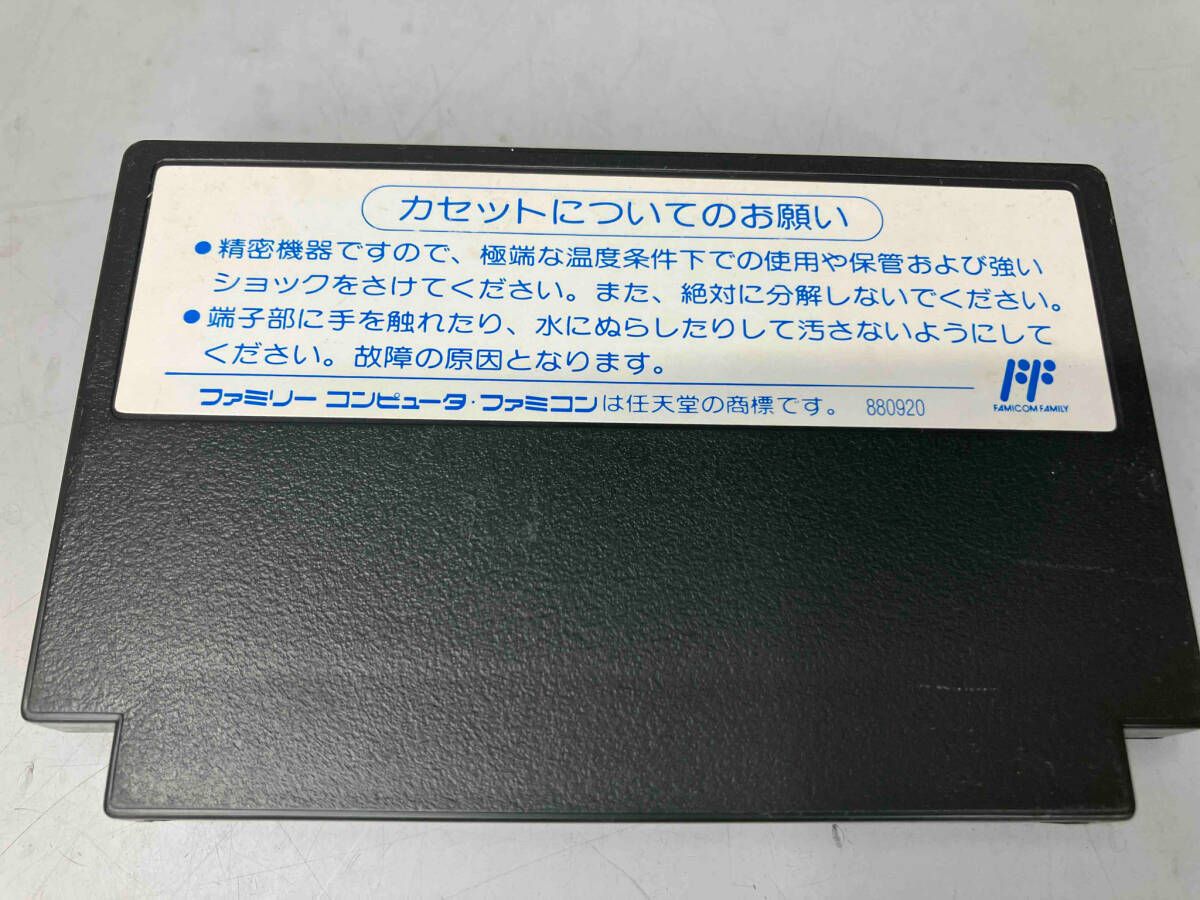 カセットについてのお願い
●精密機器ですので、極端な温度条件下での使用や保管および強い
ショックをさけてください。また、絶対に分解しないでください。
●端子部に手を触れたり、水にぬらしたりして汚さないようにして
ください。故障の原因となります。
ファミリー コンピュータ・ファミコンは任天堂の商標です。 880920
FAMICOM FAMILY